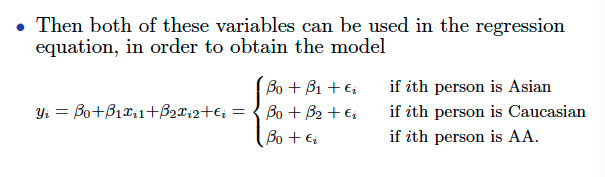 • Then both of these variables can be used in the regression
equation, in order to obtain the model
β₀ + β₁ + ϵᵢ if ith person is Asian
yᵢ = β₀+β₁xᵢ₁+β₂xᵢ₂+ϵᵢ = { β₀ + β₂ + ϵᵢ if ith person is Caucasian
β₀ + ϵᵢ if ith person is AA.